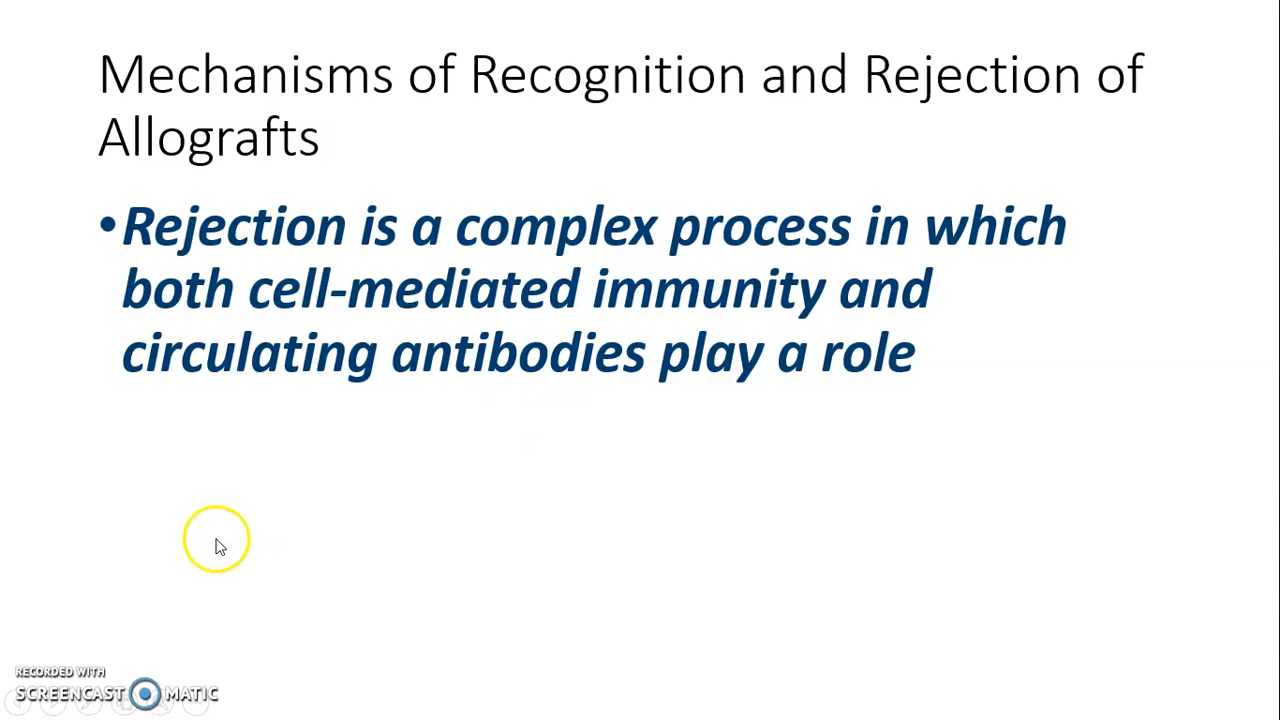 Mechanisms of Recognition and Rejection of
Allografts
•Rejection is a complex process in which
both cell-mediated immunity and
circulating antibodies play a role
RECORDED WITH
SCREENCAST MATIC